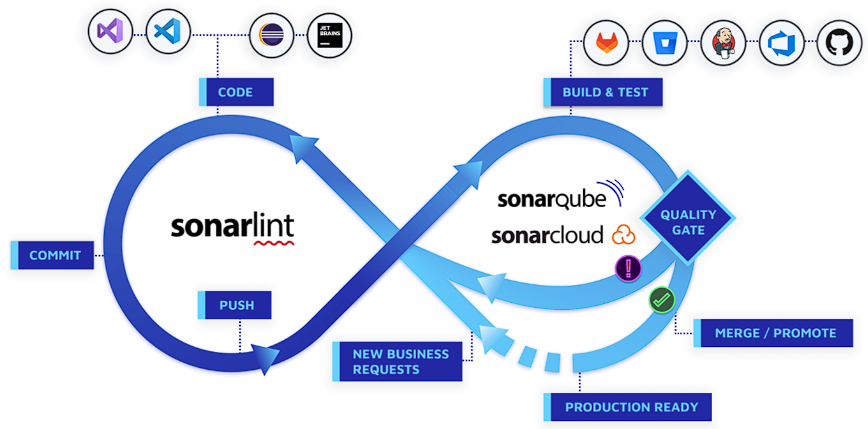 JET
BRAINS
CODE
BUILD & TEST
sonarlint
sonarqube
sonarcloud
QUALITY
GATE
COMMIT
PUSH
!
NEW BUSINESS
REQUESTS
MERGE / PROMOTE
PRODUCTION READY